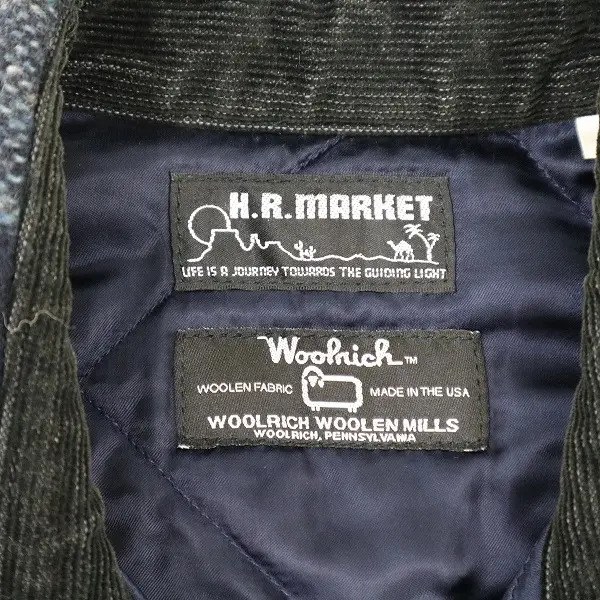 H.R.MARKET
LIFE IS A JOURNEY TOWARDS THE GUIDING LIGHT
Woolrich™
WOOLEN FABRIC MADE IN THE USA
WOOLRICH WOOLEN MILLS
WOOLRICH, PENNSYLVANIA